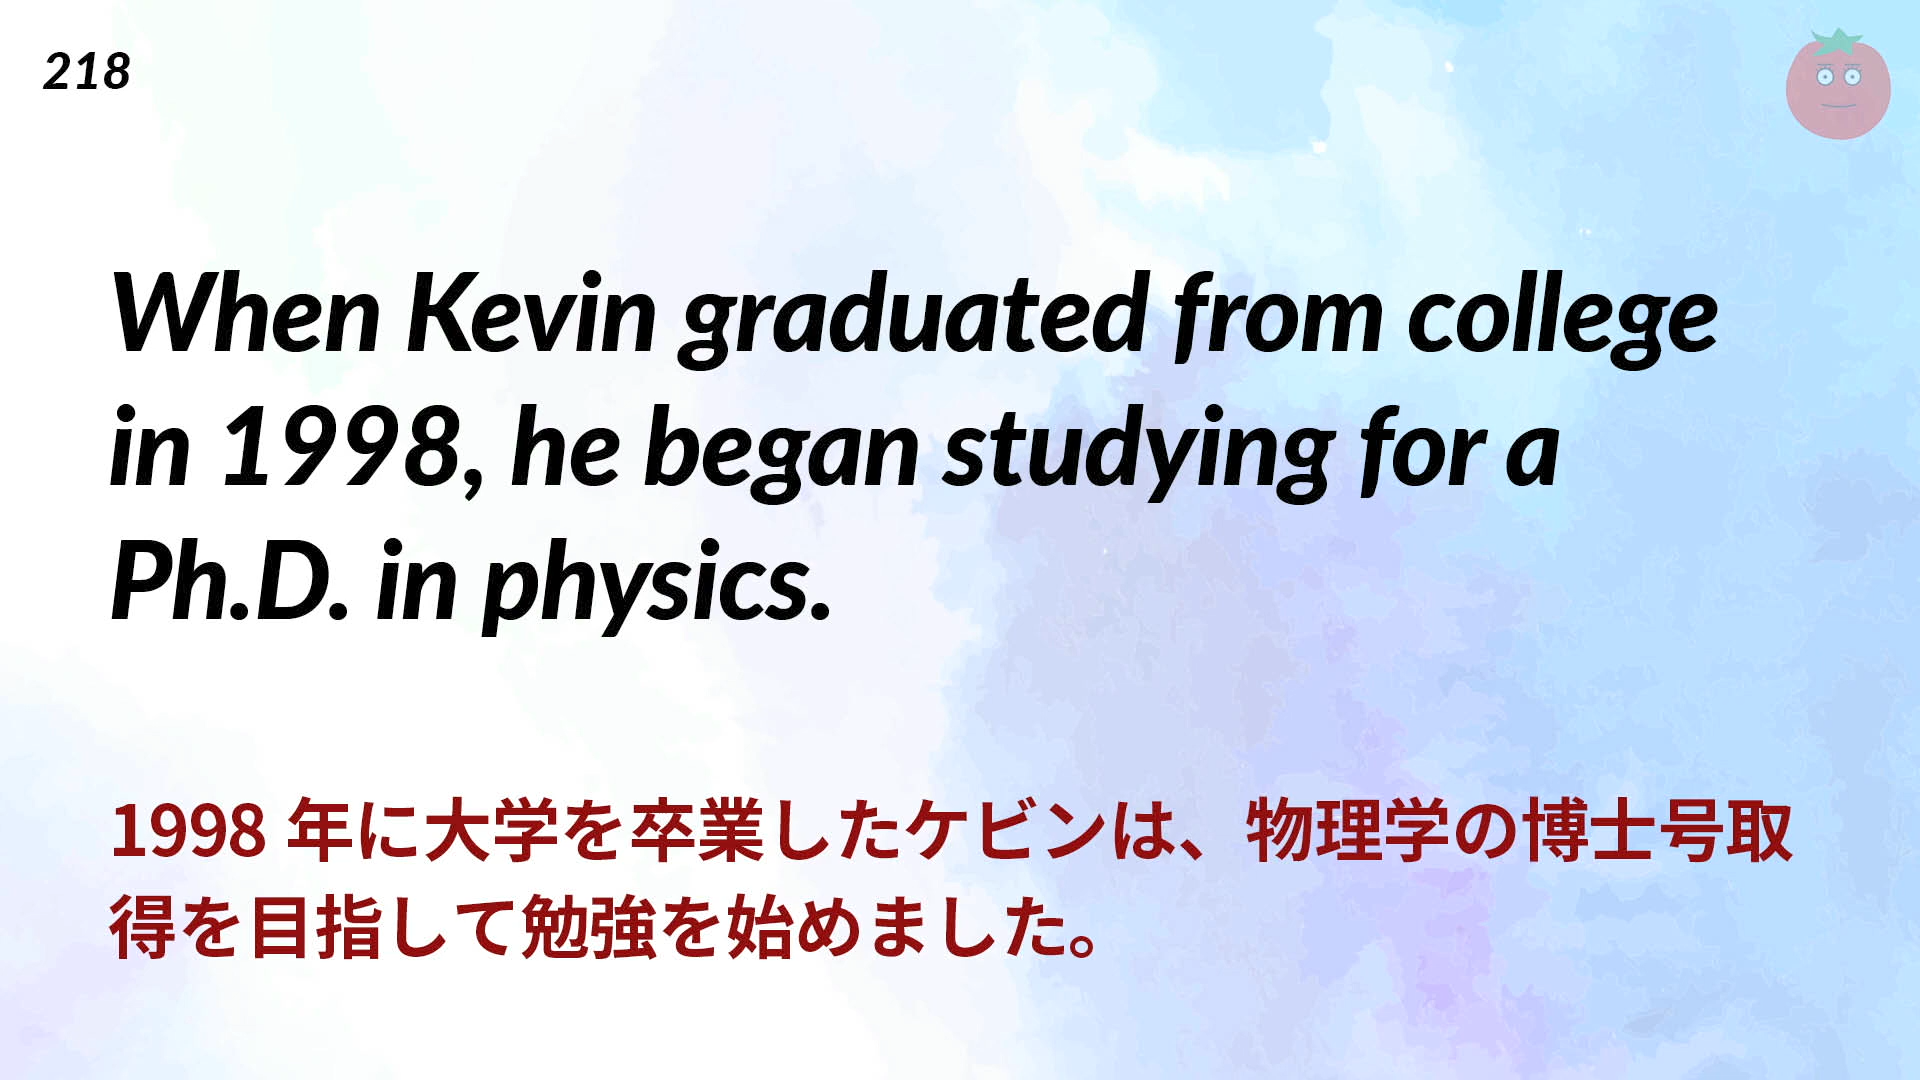 218
When Kevin graduated from college
in 1998, he began studying for a
Ph.D. in physics.
1998 年に大学を卒業したケビンは、物理学の博士号取
得を目指して勉強を始めました。